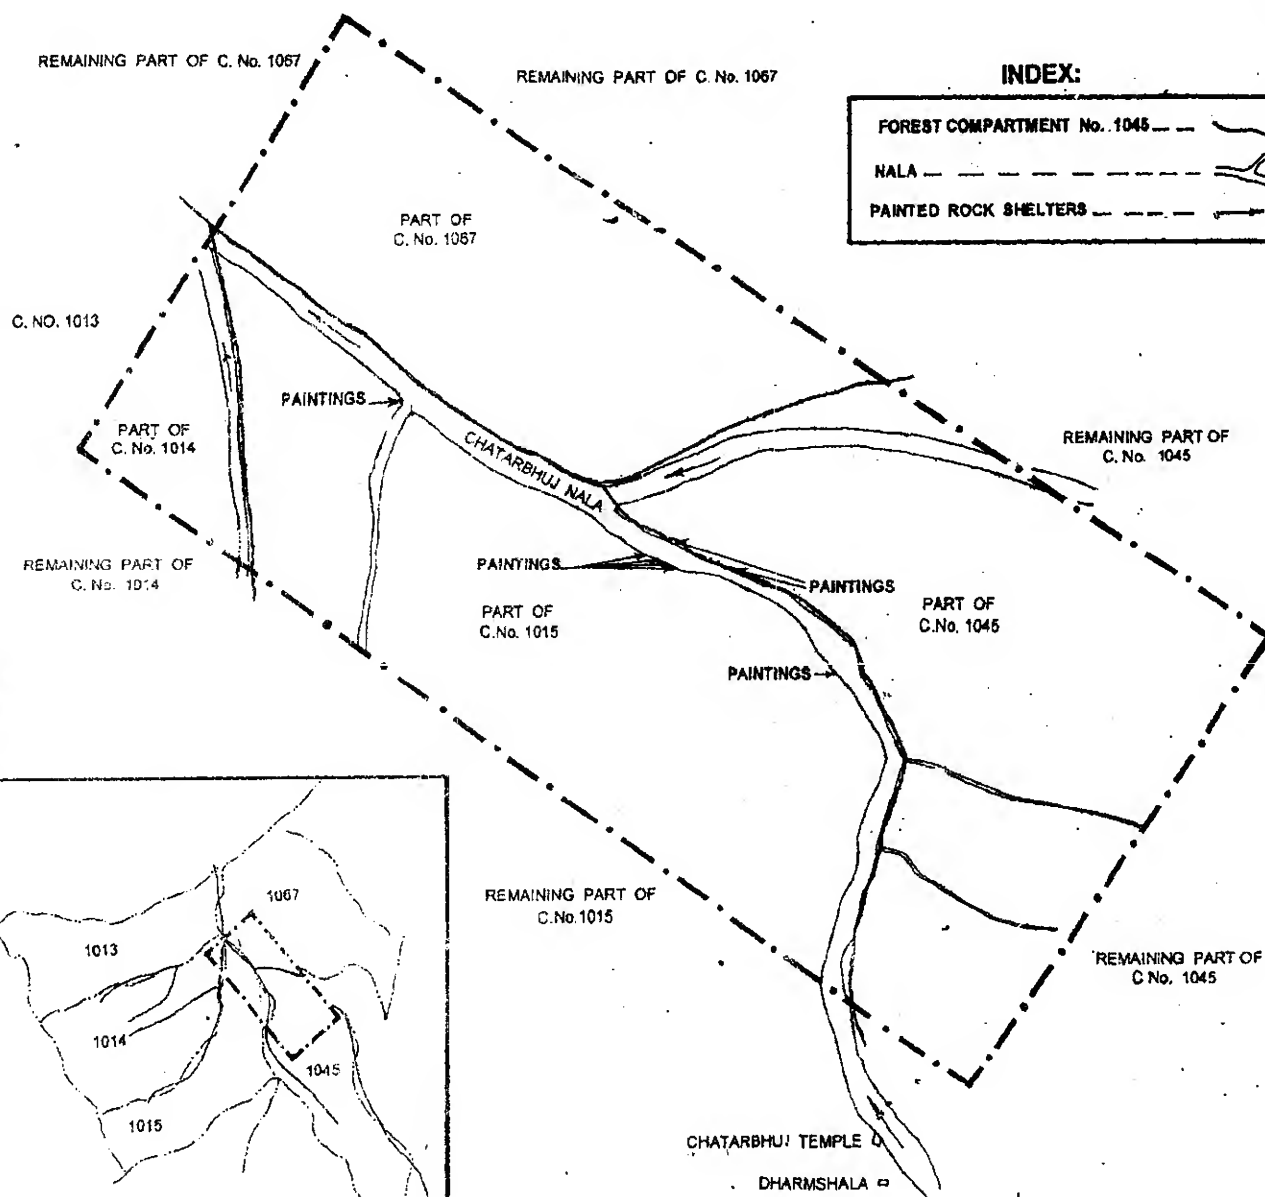 REMAINING PART OF C. No. 1067
REMAINING PART OF C. No. 1067
INDEX:
FOREST COMPARTMENT No. 1045
NALA
PAINTED ROCK SHELTERS
PART OF
C. No. 1067
C. NO. 1013
PAINTINGS
PART OF
C. No. 1014
CHATARBHUJ NALA
REMAINING PART OF
C. No. 1045
REMAINING PART OF
C. No. 1014
PAINTINGS
PAINTINGS
PART OF
C.No. 1015
PART OF
C.No. 1045
PAINTINGS
REMAINING PART OF
C.No.1015
REMAINING PART OF
C No. 1045
1067
1013
1014
1045
1015
CHATARBHUJ TEMPLE
DHARMSHALA